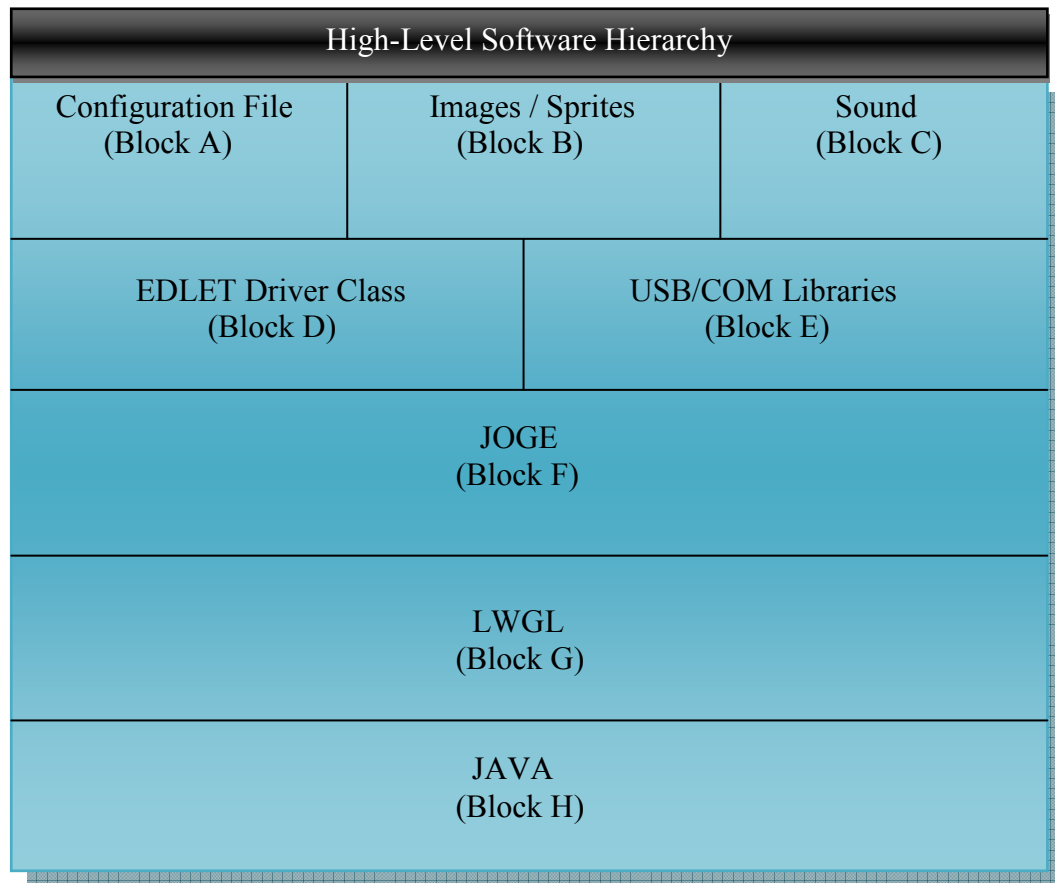 High-Level Software Hierarchy
Configuration File
(Block A)
Images / Sprites
(Block B)
Sound
(Block C)
EDLET Driver Class
(Block D)
USB/COM Libraries
(Block E)
JOGE
(Block F)
LWGL
(Block G)
JAVA
(Block H)